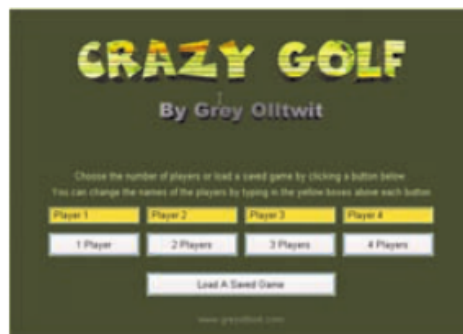 CRAZY GOLF
By Grey Olltwit
Choose the number of players or load a saved game by clicking a button below
You can change the names of the players by typing in the yellow boxes above each button
Player 1 Player 2 Player 3 Player 4
1 Player 2 Players 3 Players 4 Players
Load A Saved Game
www.greyolltwit.com